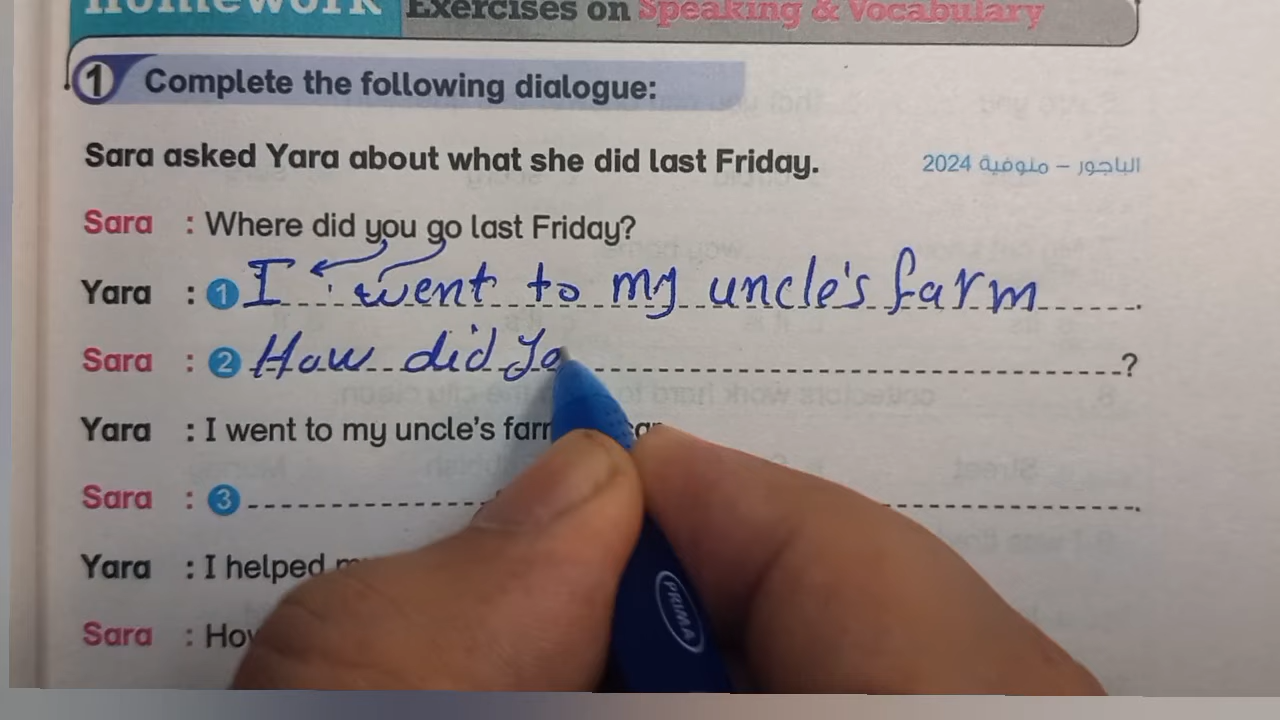 Homework Exercises on Speaking & Vocabulary
1 Complete the following dialogue:
Sara asked Yara about what she did last Friday. الباجور – منوفية 2024
Sara : Where did you go last Friday?
Yara : 1 I went to my uncle's farm.
Sara : 2 How did yo ?
Yara : I went to my uncle's
Sara : 3 .
Yara : I helped
Sara :
PRIMA